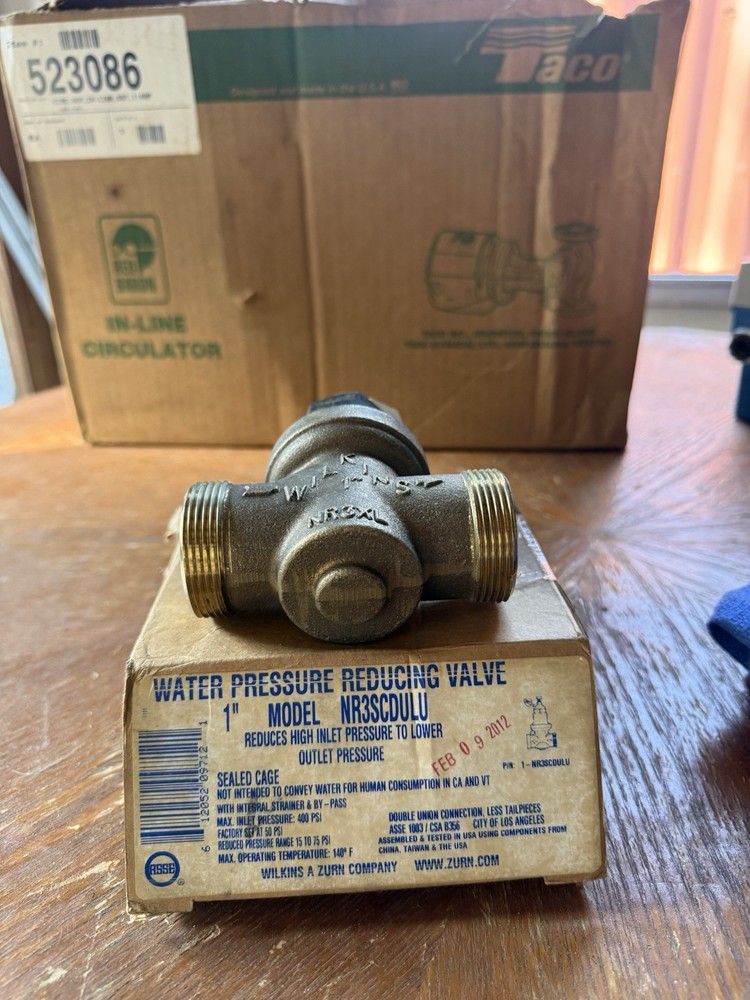 523086
Taco
IN-LINE
CIRCULATOR
WILKINS
NR3XL
WATER PRESSURE REDUCING VALVE
1" MODEL NR3SCDULU
REDUCES HIGH INLET PRESSURE TO LOWER
OUTLET PRESSURE
FEB 09 2012
P/N: 1-NR3SCDULU
SEALED CAGE
NOT INTENDED TO CONVEY WATER FOR HUMAN CONSUMPTION IN CA AND VT
WITH INTEGRAL STRAINER & BY-PASS
MAX. INLET PRESSURE: 400 PSI
FACTORY SET AT 50 PSI
REDUCED PRESSURE RANGE 15 TO 75 PSI
MAX. OPERATING TEMPERATURE: 140° F
DOUBLE UNION CONNECTION, LESS TAILPIECES
ASSE 1003 / CSA B356 CITY OF LOS ANGELES
ASSEMBLED & TESTED IN USA USING COMPONENTS FROM
CHINA, TAIWAN & THE USA
WILKINS A ZURN COMPANY WWW.ZURN.COM
6 12052 09712 1
ASSE
®